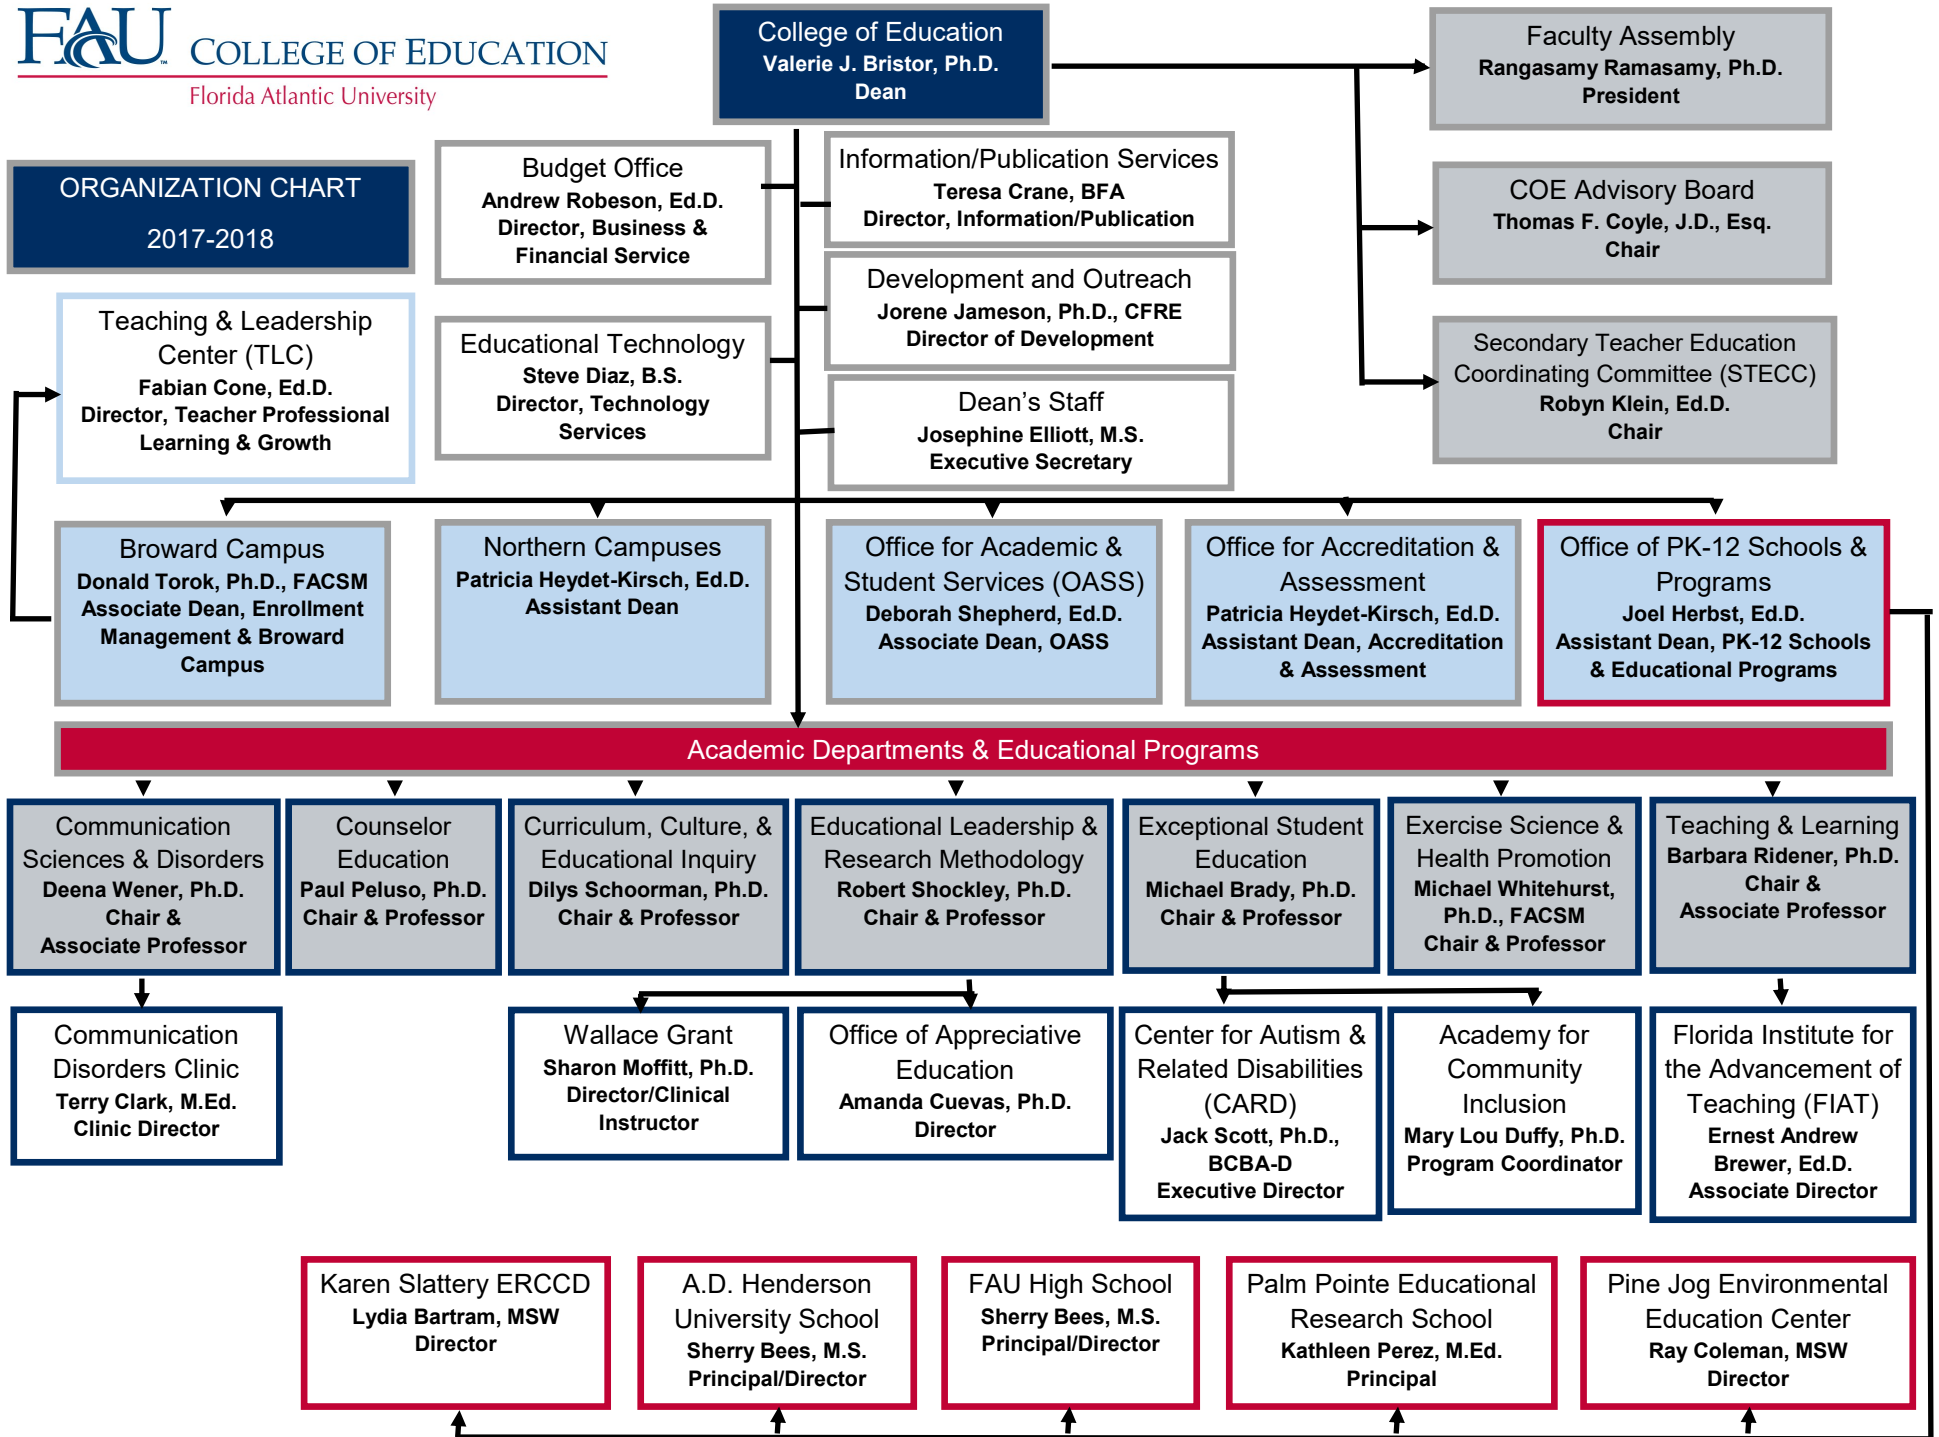 FAU COLLEGE OF EDUCATION
Florida Atlantic University
College of Education
Valerie J. Bristor, Ph.D.
Dean
Faculty Assembly
Rangasamy Ramasamy, Ph.D.
President
ORGANIZATION CHART
2017-2018
Budget Office
Andrew Robeson, Ed.D.
Director, Business &
Financial Service
Information/Publication Services
Teresa Crane, BFA
Director, Information/Publication
COE Advisory Board
Thomas F. Coyle, J.D., Esq.
Chair
Development and Outreach
Jorene Jameson, Ph.D., CFRE
Director of Development
Teaching & Leadership
Center (TLC)
Fabian Cone, Ed.D.
Director, Teacher Professional
Learning & Growth
Educational Technology
Steve Diaz, B.S.
Director, Technology
Services
Dean’s Staff
Josephine Elliott, M.S.
Executive Secretary
Secondary Teacher Education
Coordinating Committee (STECC)
Robyn Klein, Ed.D.
Chair
Broward Campus
Donald Torok, Ph.D., FACSM
Associate Dean, Enrollment
Management & Broward
Campus
Northern Campuses
Patricia Heydet-Kirsch, Ed.D.
Assistant Dean
Office for Academic &
Student Services (OASS)
Deborah Shepherd, Ed.D.
Associate Dean, OASS
Office for Accreditation &
Assessment
Patricia Heydet-Kirsch, Ed.D.
Assistant Dean, Accreditation
& Assessment
Office of PK-12 Schools &
Programs
Joel Herbst, Ed.D.
Assistant Dean, PK-12 Schools
& Educational Programs
Academic Departments & Educational Programs
Communication
Sciences & Disorders
Deena Wener, Ph.D.
Chair &
Associate Professor
Counselor
Education
Paul Peluso, Ph.D.
Chair & Professor
Curriculum, Culture, &
Educational Inquiry
Dilys Schoorman, Ph.D.
Chair & Professor
Educational Leadership &
Research Methodology
Robert Shockley, Ph.D.
Chair & Professor
Exceptional Student
Education
Michael Brady, Ph.D.
Chair & Professor
Exercise Science &
Health Promotion
Michael Whitehurst,
Ph.D., FACSM
Chair & Professor
Teaching & Learning
Barbara Ridener, Ph.D.
Chair &
Associate Professor
Communication
Disorders Clinic
Terry Clark, M.Ed.
Clinic Director
Wallace Grant
Sharon Moffitt, Ph.D.
Director/Clinical
Instructor
Office of Appreciative
Education
Amanda Cuevas, Ph.D.
Director
Center for Autism &
Related Disabilities
(CARD)
Jack Scott, Ph.D.,
BCBA-D
Executive Director
Academy for
Community
Inclusion
Mary Lou Duffy, Ph.D.
Program Coordinator
Florida Institute for
the Advancement of
Teaching (FIAT)
Ernest Andrew
Brewer, Ed.D.
Associate Director
Karen Slattery ERCCD
Lydia Bartram, MSW
Director
A.D. Henderson
University School
Sherry Bees, M.S.
Principal/Director
FAU High School
Sherry Bees, M.S.
Principal/Director
Palm Pointe Educational
Research School
Kathleen Perez, M.Ed.
Principal
Pine Jog Environmental
Education Center
Ray Coleman, MSW
Director